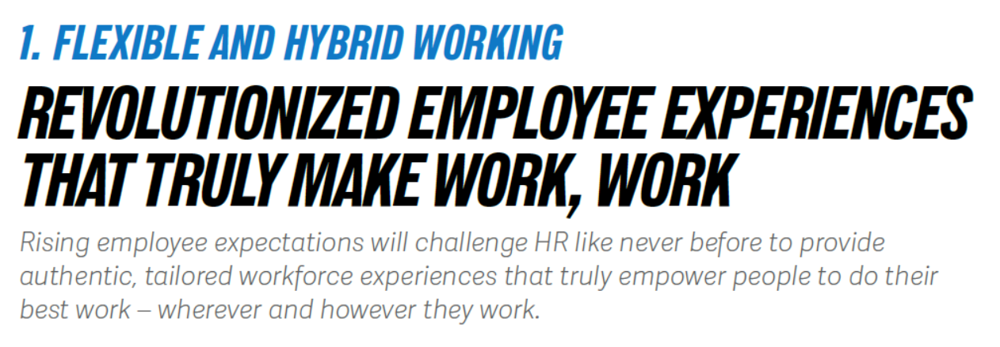 1. FLEXIBLE AND HYBRID WORKING
REVOLUTIONIZED EMPLOYEE EXPERIENCES
THAT TRULY MAKE WORK, WORK
Rising employee expectations will challenge HR like never before to provide
authentic, tailored workforce experiences that truly empower people to do their
best work – wherever and however they work.